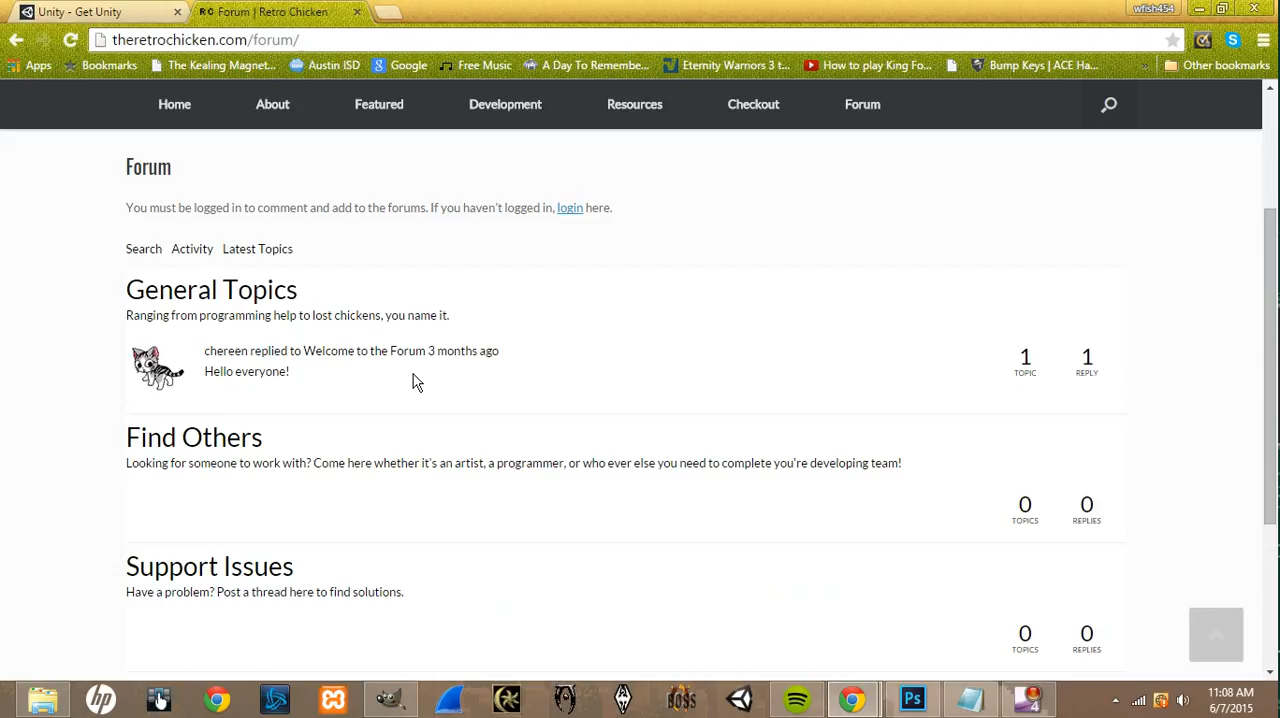 Unity - Get Unity
RC Forum | Retro Chicken
wfish454
theretrochicken.com/forum/
Apps Bookmarks The Kealing Magnet... Austin ISD Google Free Music A Day To Remembe... Eternity Warriors 3 t... How to play King Fo... Bump Keys | ACE Ha... » Other bookmarks
Home About Featured Development Resources Checkout Forum
Forum
You must be logged in to comment and add to the forums. If you haven't logged in, login here.
Search Activity Latest Topics
General Topics
Ranging from programming help to lost chickens, you name it.
chereen replied to Welcome to the Forum 3 months ago
Hello everyone!
1 1
TOPIC REPLY
Find Others
Looking for someone to work with? Come here whether it's an artist, a programmer, or who ever else you need to complete you're developing team!
0 0
TOPICS REPLIES
Support Issues
Have a problem? Post a thread here to find solutions.
0 0
TOPICS REPLIES
hp
BOSS
Ps
4
11:08 AM
6/7/2015